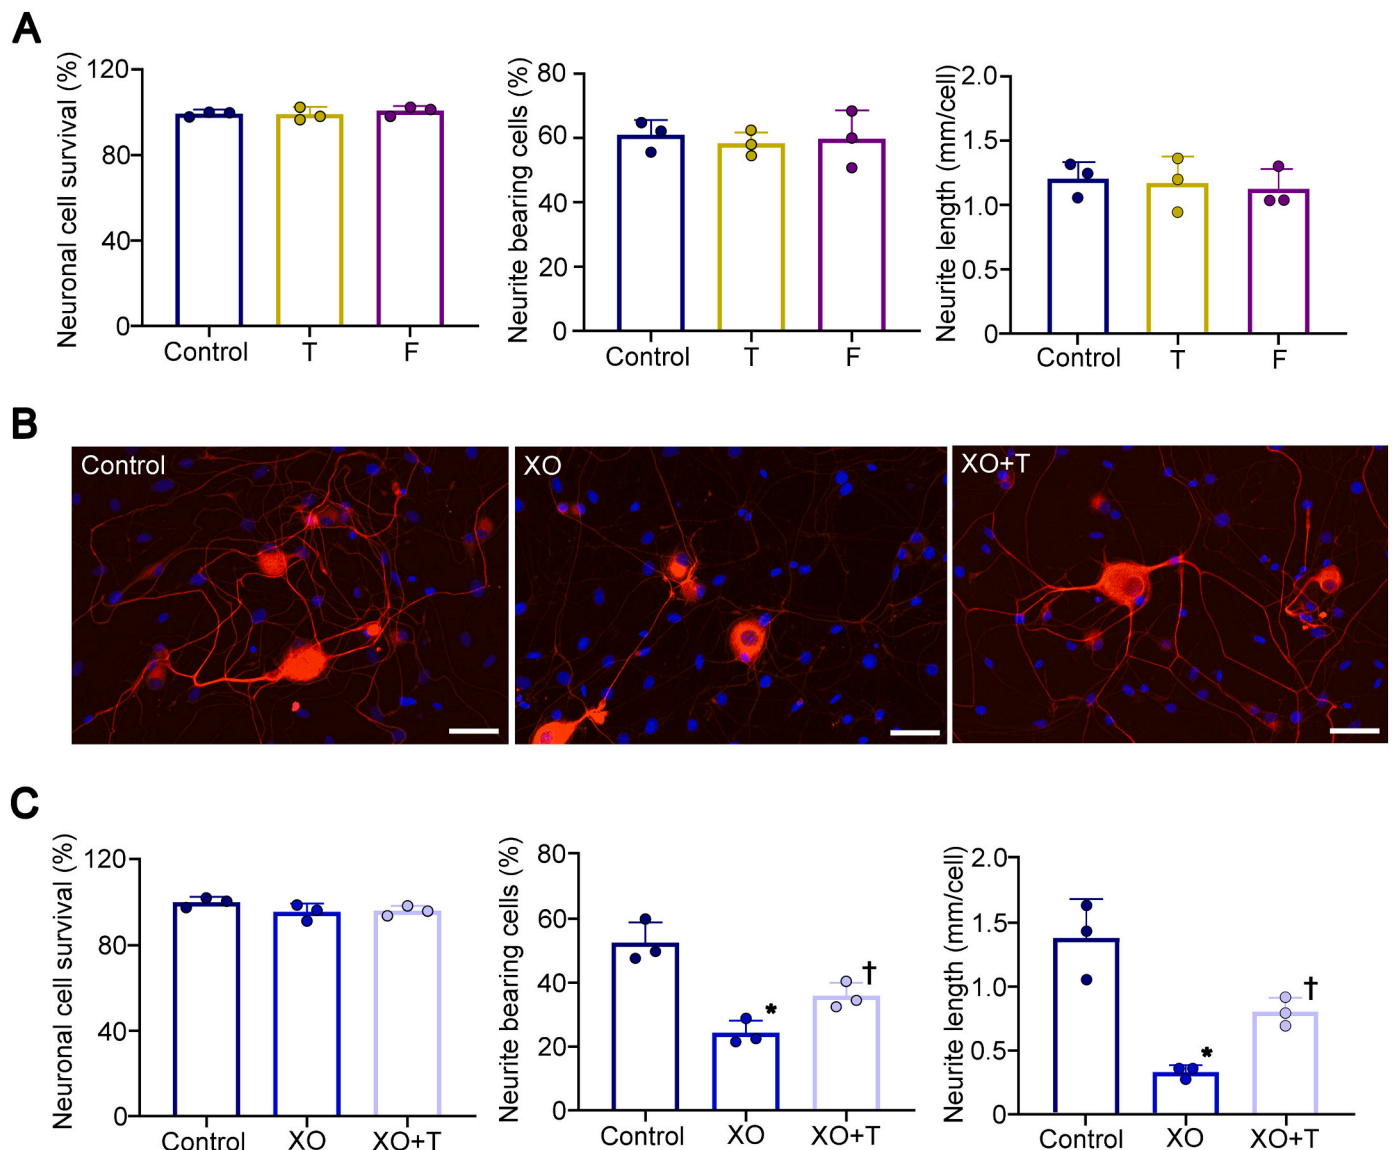 A
Neuronal cell survival (%)
120
80
40
0
Control
T
F
Neurite bearing cells (%)
80
60
40
20
0
Control
T
F
Neurite length (mm/cell)
2.0
1.5
1.0
0.5
0
Control
T
F
B
Control
XO
XO+T
C
Neuronal cell survival (%)
120
80
40
0
Control
XO
XO+T
Neurite bearing cells (%)
80
60
40
20
0
*
†
Control
XO
XO+T
Neurite length (mm/cell)
2.0
1.5
1.0
0.5
0
*
†
Control
XO
XO+T